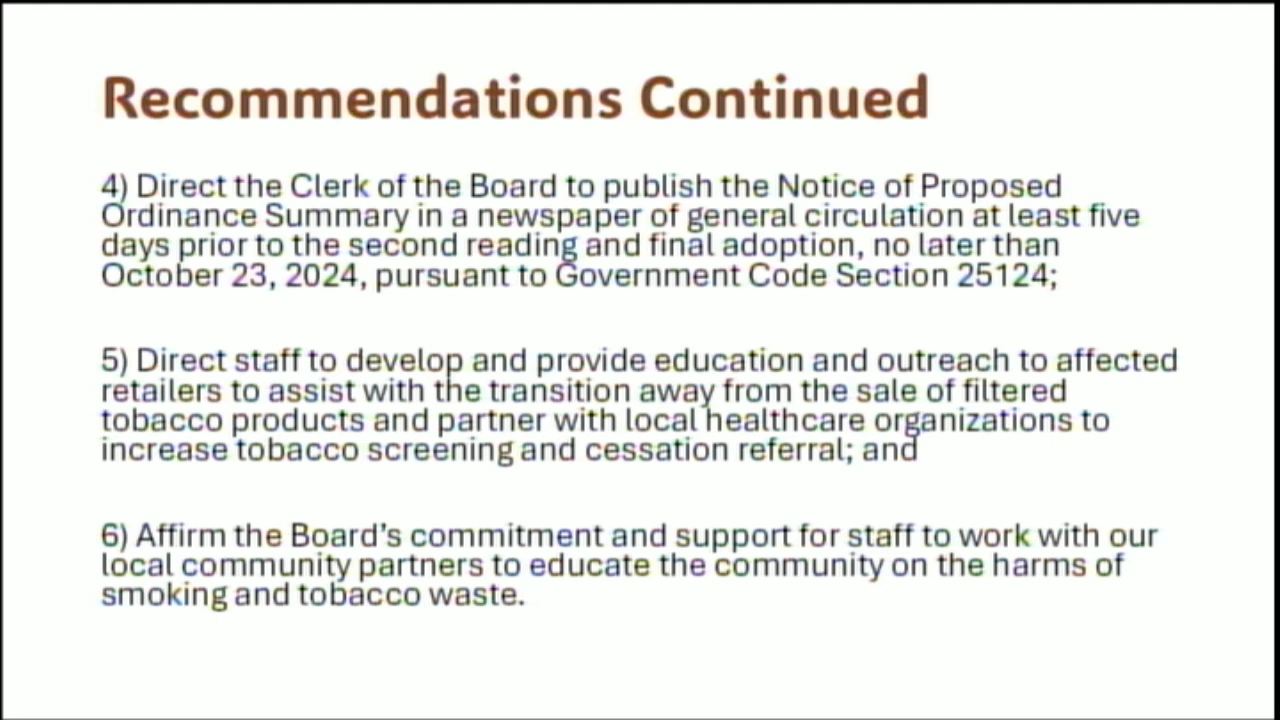 Recommendations Continued
4) Direct the Clerk of the Board to publish the Notice of Proposed
Ordinance Summary in a newspaper of general circulation at least five
days prior to the second reading and final adoption, no later than
October 23, 2024, pursuant to Government Code Section 25124;
5) Direct staff to develop and provide education and outreach to affected
retailers to assist with the transition away from the sale of filtered
tobacco products and partner with local healthcare organizations to
increase tobacco screening and cessation referral; and
6) Affirm the Board’s commitment and support for staff to work with our
local community partners to educate the community on the harms of
smoking and tobacco waste.